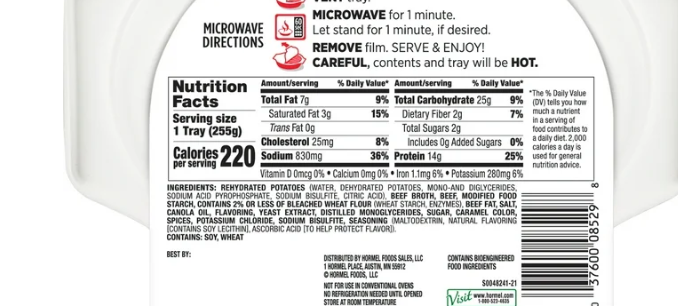 MICROWAVE
DIRECTIONS
MICROWAVE for 1 minute.
Let stand for 1 minute, if desired.
REMOVE film. SERVE & ENJOY!
CAREFUL, contents and tray will be HOT.
Nutrition
Facts
Serving size
1 Tray (255g)
Calories 220
per serving
Amount/serving % Daily Value*
Total Fat 7g 9%
Saturated Fat 3g 15%
Trans Fat 0g
Cholesterol 25mg 8%
Sodium 830mg 36%
Amount/serving % Daily Value*
Total Carbohydrate 25g 9%
Dietary Fiber 2g 7%
Total Sugars 2g
Includes 0g Added Sugars 0%
Protein 14g 25%
Vitamin D 0mcg 0% • Calcium 0mg 0% • Iron 1.1mg 6% • Potassium 280mg 6%
*The % Daily Value
(DV) tells you how
much a nutrient
in a serving of
food contributes to
a daily diet. 2,000
calories a day is
used for general
nutrition advice.
INGREDIENTS: REHYDRATED POTATOES (WATER, DEHYDRATED POTATOES, MONO-AND DIGLYCERIDES,
SODIUM ACID PYROPHOSPHATE, SODIUM BISULFITE, CITRIC ACID), BEEF BROTH, BEEF, MODIFIED FOOD
STARCH, CONTAINS 2% OR LESS OF BLEACHED WHEAT FLOUR (WHEAT STARCH, ENZYMES), BEEF FAT, SALT,
CANOLA OIL, FLAVORING, YEAST EXTRACT, DISTILLED MONOGLYCERIDES, SUGAR, CARAMEL COLOR,
SPICES, POTASSIUM CHLORIDE, SODIUM BISULFITE, SEASONING (MALTODEXTRIN, NATURAL FLAVORING
[CONTAINS SOY LECITHIN], ASCORBIC ACID [TO HELP PROTECT FLAVOR]).
CONTAINS: SOY, WHEAT
BEST BY:
DISTRIBUTED BY HORMEL FOODS SALES, LLC
1 HORMEL PLACE, AUSTIN, MN 55912
© HORMEL FOODS, LLC
NOT FOR USE IN CONVENTIONAL OVENS
NO REFRIGERATION NEEDED UNTIL OPENED
STORE AT ROOM TEMPERATURE
CONTAINS BIOENGINEERED
FOOD INGREDIENTS
S0048241-21
Visit www.hormel.com
1-800-523-4635
0 37600 08529 8